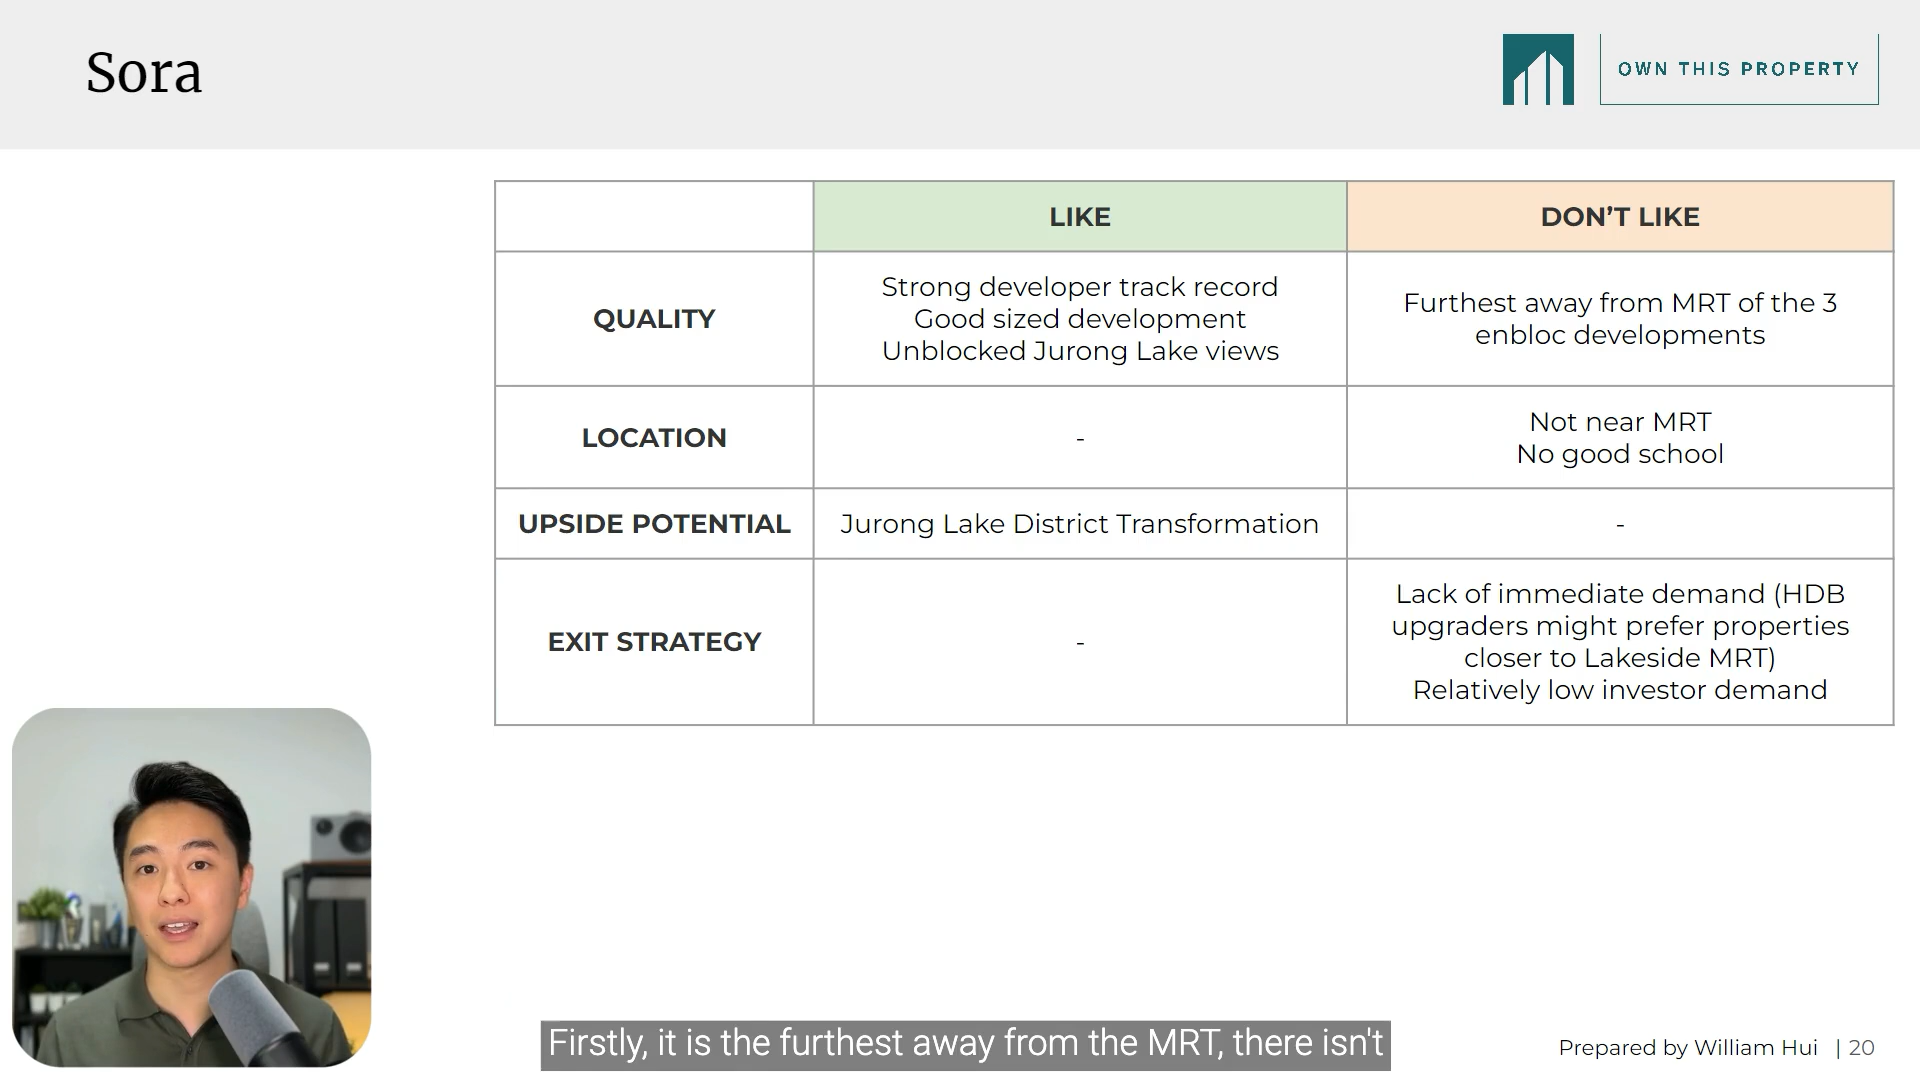 Sora
OWN THIS PROPERTY
LIKE
DON’T LIKE
QUALITY
Strong developer track record
Good sized development
Unblocked Jurong Lake views
Furthest away from MRT of the 3
enbloc developments
LOCATION
-
Not near MRT
No good school
UPSIDE POTENTIAL
Jurong Lake District Transformation
-
EXIT STRATEGY
-
Lack of immediate demand (HDB
upgraders might prefer properties
closer to Lakeside MRT)
Relatively low investor demand
Firstly, it is the furthest away from the MRT, there isn't
Prepared by William Hui | 20